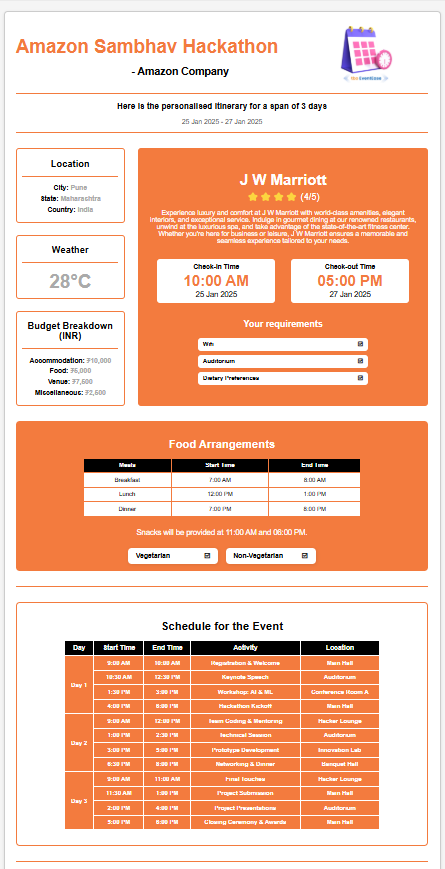 Amazon Sambhav Hackathon
- Amazon Company
EventEase
Here is the personalised itinerary for a span of 3 days
25 Jan 2025 - 27 Jan 2025
Location
City: Pune
State: Maharashtra
Country: India
Weather
28°C
Budget Breakdown
(INR)
Accommodation: ₹10,000
Food: ₹5,000
Venue: ₹7,500
Miscellaneous: ₹2,500
J W Marriott
(4/5)
Experience luxury and comfort at J W Marriott with world-class amenities, elegant
interiors, and exceptional service. Indulge in gourmet dining at our renowned restaurants,
unwind at the luxurious spa, and take advantage of the state-of-the-art fitness center.
Whether you're here for business or leisure, J W Marriott ensures a memorable and
seamless experience tailored to your needs.
Check-in Time
10:00 AM
25 Jan 2025
Check-out Time
05:00 PM
27 Jan 2025
Your requirements
Wifi
Auditorium
Dietary Preferences
Food Arrangements
Meals Start Time End Time
Breakfast 7:00 AM 8:00 AM
Lunch 12:00 PM 1:00 PM
Dinner 7:00 PM 8:00 PM
Snacks will be provided at 11:00 AM and 06:00 PM.
Vegetarian Non-Vegetarian
Schedule for the Event
Day Start Time End Time Activity Location
Day 1
9:00 AM 10:00 AM Registration & Welcome Main Hall
10:30 AM 12:30 PM Keynote Speech Auditorium
1:30 PM 3:00 PM Workshop: AI & ML Conference Room A
4:00 PM 6:00 PM Hackathon Kickoff Main Hall
Day 2
9:00 AM 12:00 PM Team Coding & Mentoring Hacker Lounge
1:00 PM 2:30 PM Technical Session Auditorium
3:00 PM 5:00 PM Prototype Development Innovation Lab
6:30 PM 8:00 PM Networking & Dinner Banquet Hall
Day 3
9:00 AM 11:00 AM Final Touches Hacker Lounge
11:30 AM 1:00 PM Project Submission Main Hall
2:00 PM 4:00 PM Project Presentations Auditorium
5:00 PM 6:00 PM Closing Ceremony & Awards Main Hall